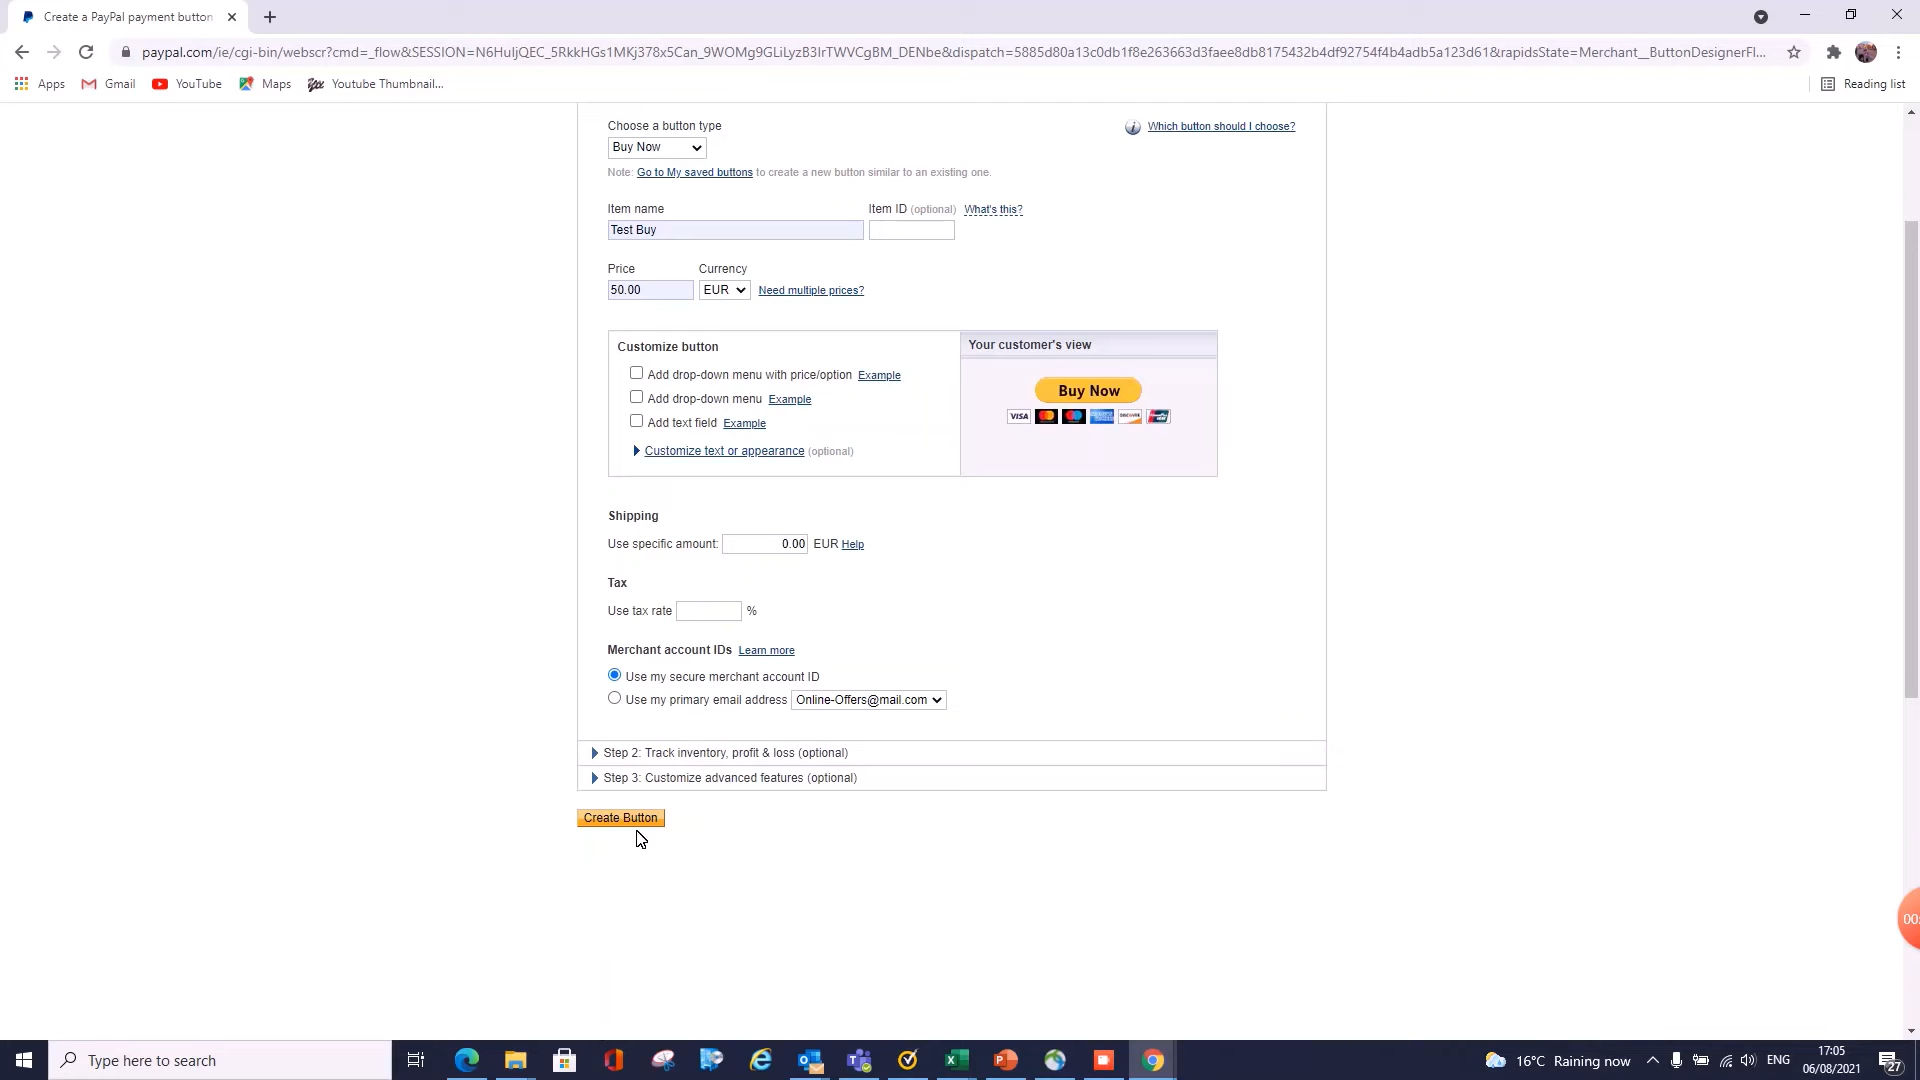 Create a PayPal payment button
paypal.com/ie/cgi-bin/webscr?cmd=_flow&SESSION=N6HuljQEC_5RkkHGs1MKj378x5Can_9WOMg9GLiLyzB3IrTWVCgBM_DENbe&dispatch=5885d80a13c0db1f8e263663d3faee8db8175432b4df92754f4b4adb5a123d61&rapidsState=Merchant__ButtonDesignerFl...
Apps
Gmail
YouTube
Maps
Youtube Thumbnail...
Reading list
Choose a button type
Which button should I choose?
Buy Now
Note: Go to My saved buttons to create a new button similar to an existing one.
Item name
Item ID (optional) What's this?
Test Buy
Price
Currency
50.00
EUR
Need multiple prices?
Customize button
Your customer's view
Add drop-down menu with price/option Example
Add drop-down menu Example
Add text field Example
Customize text or appearance (optional)
Buy Now
VISA
DISCOVER
Shipping
Use specific amount: 0.00 EUR Help
Tax
Use tax rate %
Merchant account IDs Learn more
Use my secure merchant account ID
Use my primary email address Online-Offers@mail.com
Step 2: Track inventory, profit & loss (optional)
Step 3: Customize advanced features (optional)
Create Button
00:
Type here to search
16°C Raining now
ENG
17:05
06/08/2021
27